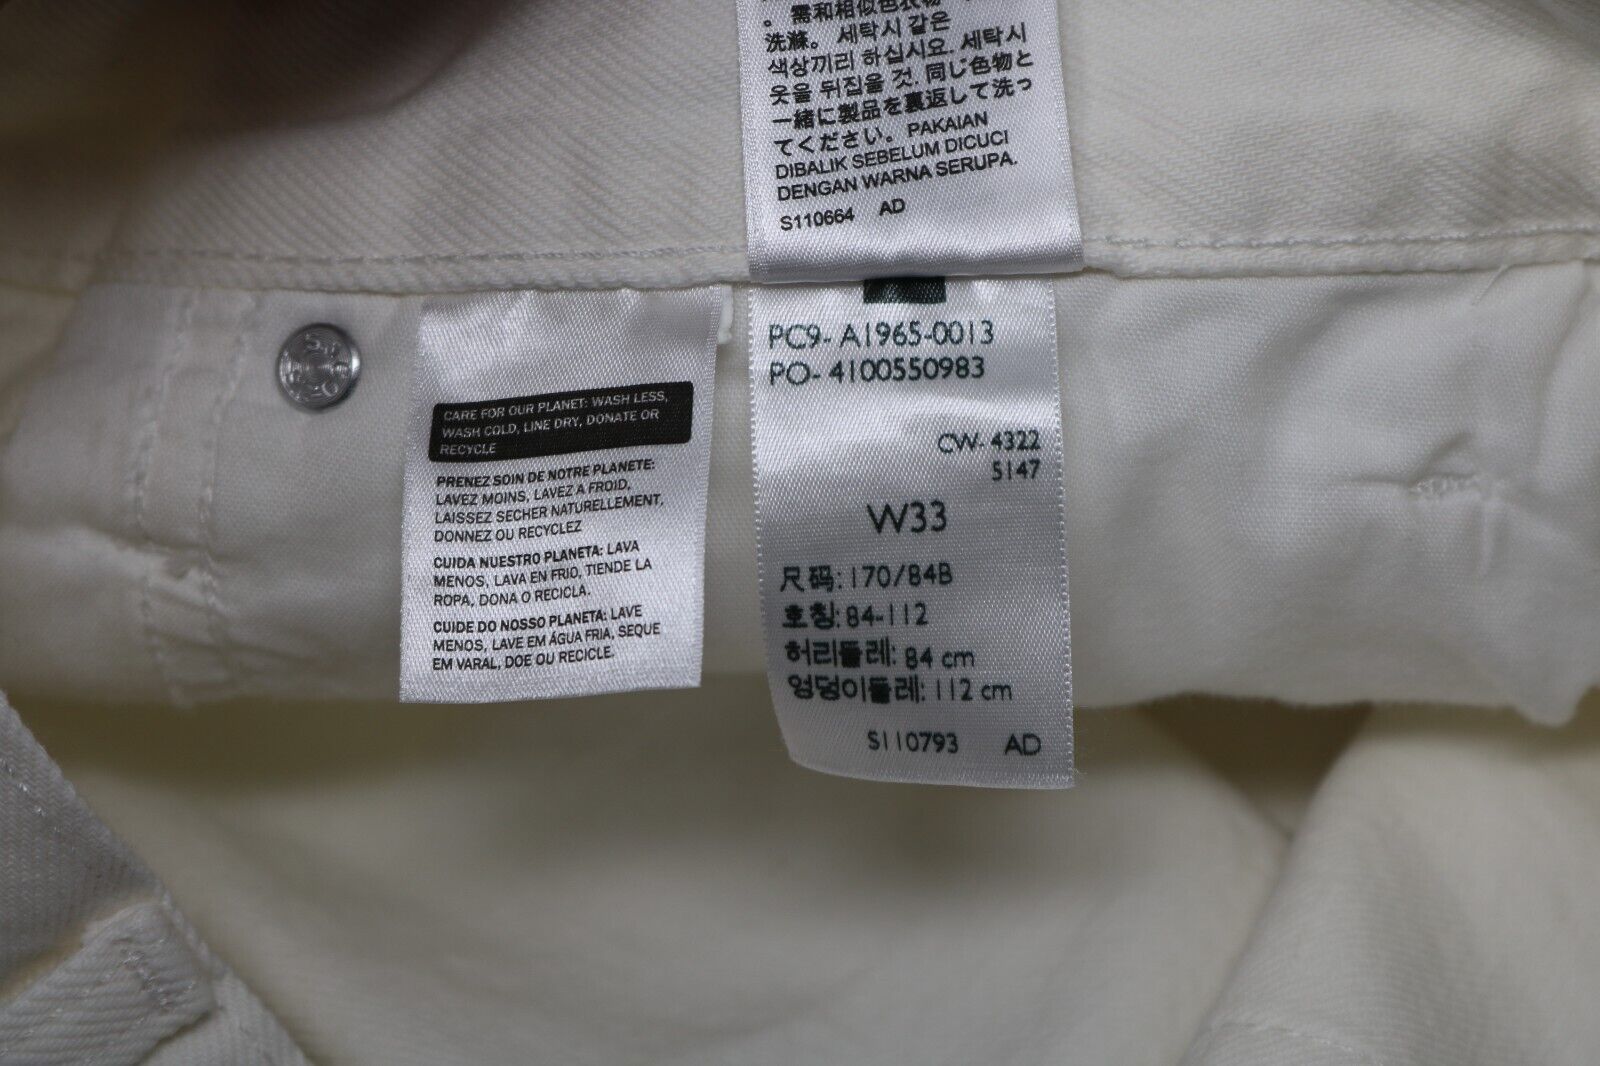 。需和相似色衣物
洗滌。세탁시 같은
색상끼리 하십시요. 세탁시
옷을 뒤집을 것. 同じ色物と
一緒に製品を裏返して洗っ
てください。PAKAIAN
DIBALIK SEBELUM DICUCI
DENGAN WARNA SERUPA.
S110664 AD
CARE FOR OUR PLANET: WASH LESS,
WASH COLD, LINE DRY, DONATE OR
RECYCLE
PRENEZ SOIN DE NOTRE PLANETE:
LAVEZ MOINS, LAVEZ A FROID,
LAISSEZ SECHER NATURELLEMENT,
DONNEZ OU RECYCLEZ
CUIDA NUESTRO PLANETA: LAVA
MENOS, LAVA EN FRIO, TIENDE LA
ROPA, DONA O RECICLA.
CUIDE DO NOSSO PLANETA: LAVE
MENOS, LAVE EM ÁGUA FRIA, SEQUE
EM VARAL, DOE OU RECICLE.
PC9- A1965-0013
PO- 4100550983
CW- 4322
5147
W33
尺码: 170/84B
호칭: 84-112
허리둘레: 84 cm
엉덩이둘레: 112 cm
S110793 AD